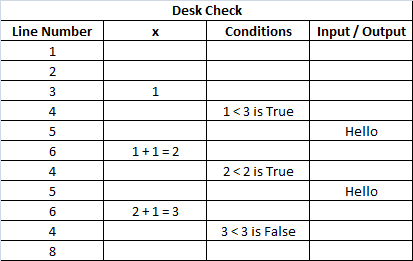 Desk Check
Line Number x Conditions Input / Output
1
2
3 1
4 1 < 3 is True
5 Hello
6 1 + 1 = 2
4 2 < 2 is True
5 Hello
6 2 + 1 = 3
4 3 < 3 is False
8